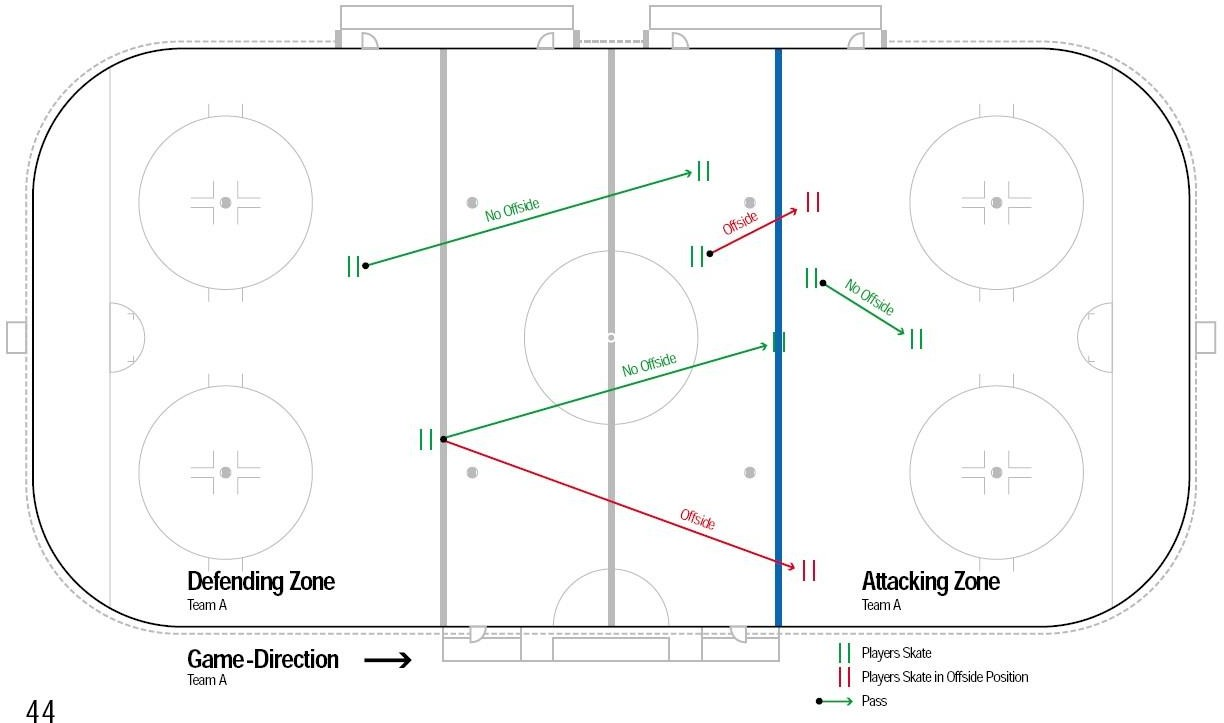 No Offside
Offside
No Offside
No Offside
Offside
Defending Zone
Team A
Attacking Zone
Team A
Game-Direction
Team A
Players Skate
Players Skate in Offside Position
Pass
44